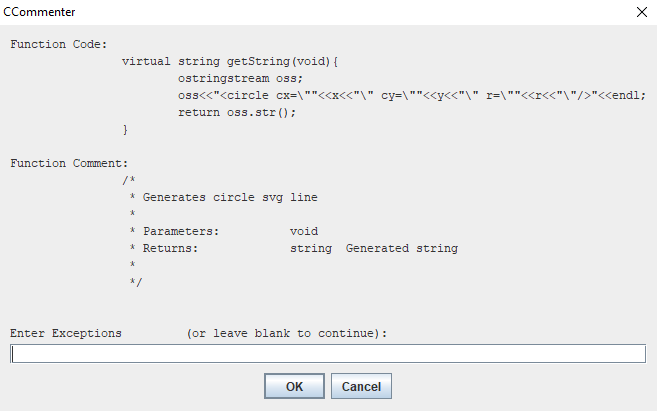 CCommenter
Function Code:
virtual string getString(void){
ostringstream oss;
oss<<"<circle cx=\""<<x<<"\" cy=\""<<y<<"\" r=\""<<r<<"\"/>"<<endl;
return oss.str();
}
Function Comment:
/*
* Generates circle svg line
*
* Parameters: void
* Returns: string Generated string
*
*/
Enter Exceptions (or leave blank to continue):
OK Cancel